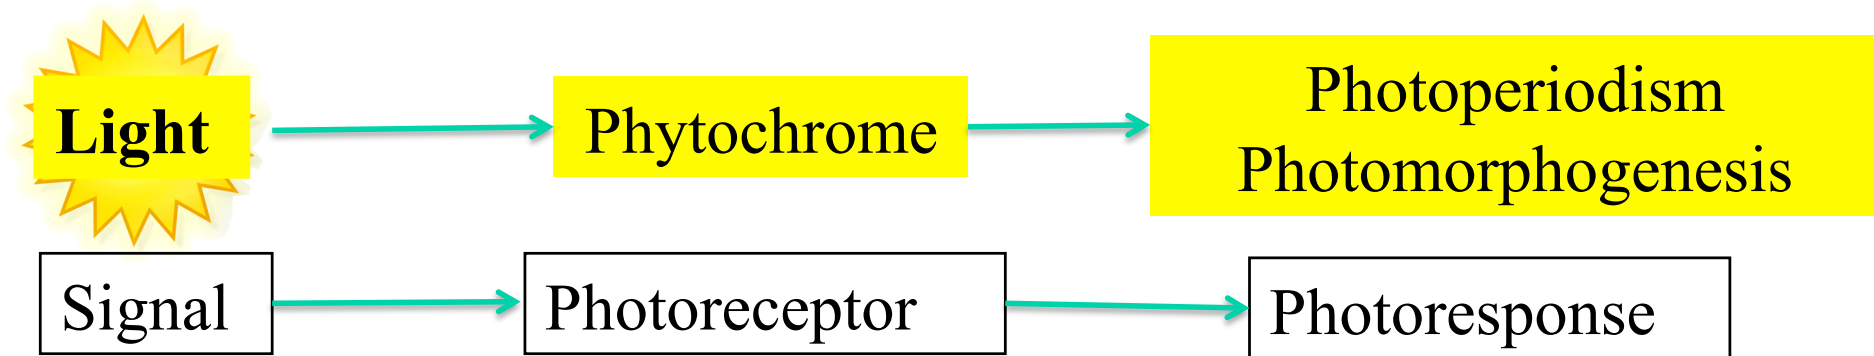 Light
Phytochrome
Photoperiodism
Photomorphogenesis
Signal
Photoreceptor
Photoresponse